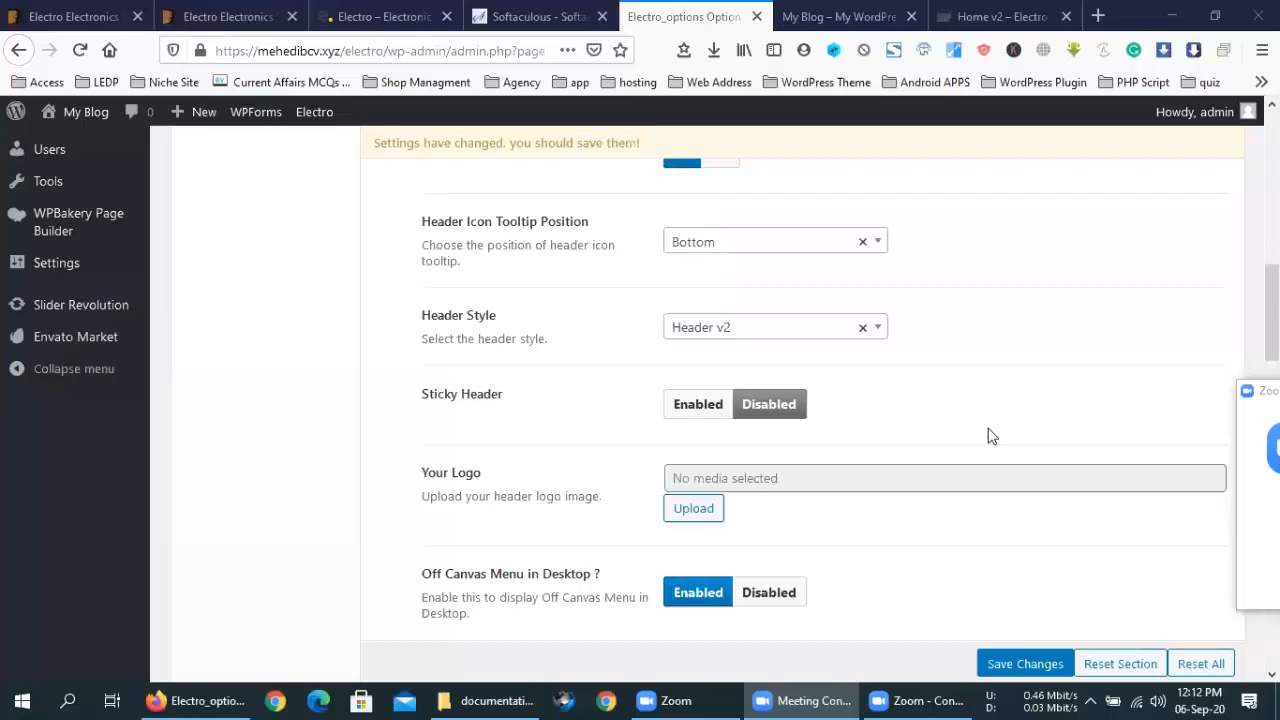 Electro Electronics
Electro Electronics
Electro – Electronic
Softaculous - Softa
Electro_options Option
My Blog – My WordPre
Home v2 – Electro
https://mehedibcv.xyz/electro/wp-admin/admin.php?page
Access
LEDP
Niche Site
Current Affairs MCQs ...
Shop Managment
Agency
app
hosting
Web Address
WordPress Theme
Android APPS
WordPress Plugin
PHP Script
quiz
My Blog
0
New
WPForms
Electro
Howdy, admin
Users
Tools
WPBakery Page
Builder
Settings
Slider Revolution
Envato Market
Collapse menu
Settings have changed, you should save them!
Header Icon Tooltip Position
Choose the position of header icon
tooltip.
Bottom
Header Style
Select the header style.
Header v2
Sticky Header
Enabled
Disabled
Your Logo
Upload your header logo image.
No media selected
Upload
Off Canvas Menu in Desktop ?
Enable this to display Off Canvas Menu in
Desktop.
Enabled
Disabled
Save Changes
Reset Section
Reset All
Zoo
Electro_optio...
documentati...
Zoom
Meeting Con...
Zoom - Con...
U:
D:
0.46 Mbit/s
0.03 Mbit/s
12:12 PM
06-Sep-20